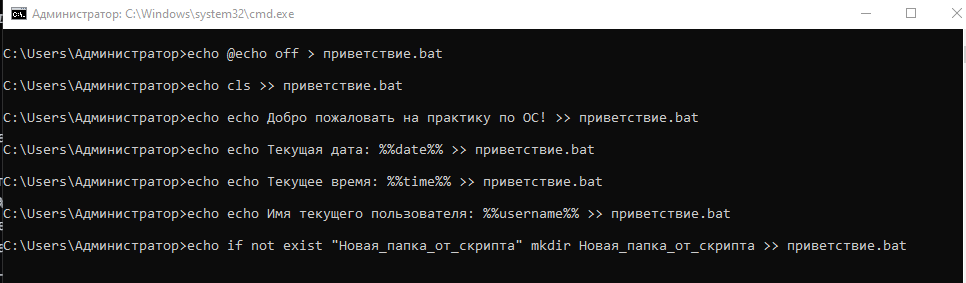 Администратор: C:\Windows\system32\cmd.exe
C:\Users\Администратор>echo @echo off > приветствие.bat
C:\Users\Администратор>echo cls >> приветствие.bat
C:\Users\Администратор>echo echo Добро пожаловать на практику по ОС! >> приветствие.bat
C:\Users\Администратор>echo echo Текущая дата: %%date%% >> приветствие.bat
C:\Users\Администратор>echo echo Текущее время: %%time%% >> приветствие.bat
C:\Users\Администратор>echo echo Имя текущего пользователя: %%username%% >> приветствие.bat
C:\Users\Администратор>echo if not exist "Новая_папка_от_скрипта" mkdir Новая_папка_от_скрипта >> приветствие.bat